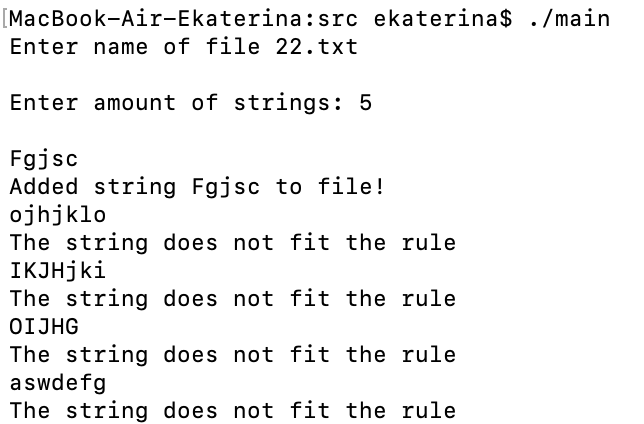 [MacBook-Air-Ekaterina:src ekaterina$ ./main
Enter name of file 22.txt
Enter amount of strings: 5
Fgjsc
Added string Fgjsc to file!
ojhjklo
The string does not fit the rule
IKJHjki
The string does not fit the rule
OIJHG
The string does not fit the rule
aswdefg
The string does not fit the rule